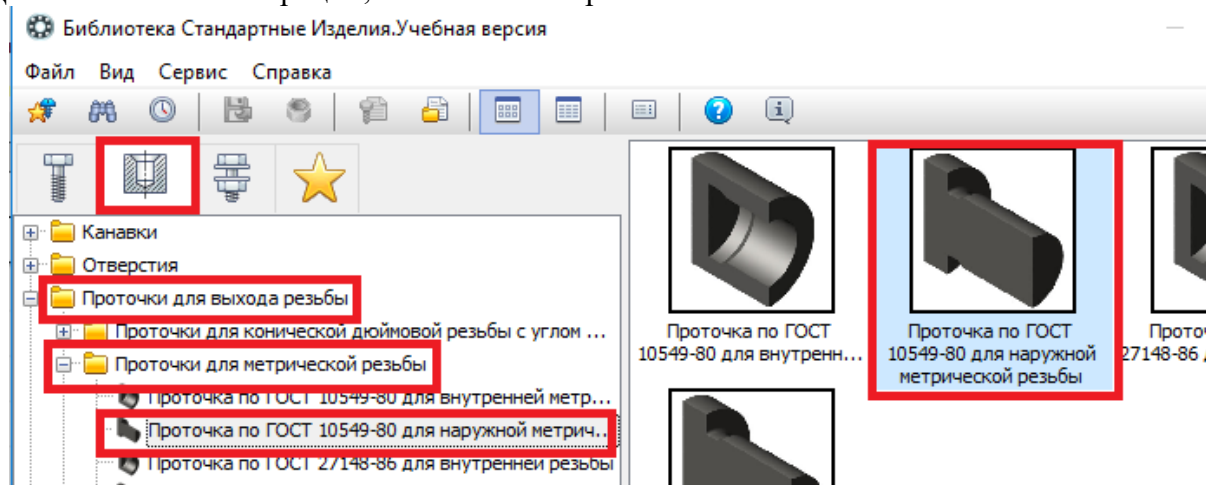 Библиотека Стандартные Изделия.Учебная версия
Файл Вид Сервис Справка
Канавки
Отверстия
Проточки для выхода резьбы
Проточки для конической дюймовой резьбы с углом ...
Проточки для метрической резьбы
Проточка по ГОСТ 10549-80 для внутренней метр...
Проточка по ГОСТ 10549-80 для наружной метрич...
Проточка по ГОСТ 27148-86 для внутренней резьбы
Проточка по ГОСТ
10549-80 для внутренн...
Проточка по ГОСТ
10549-80 для наружной
метрической резьбы
Проточ
27148-86